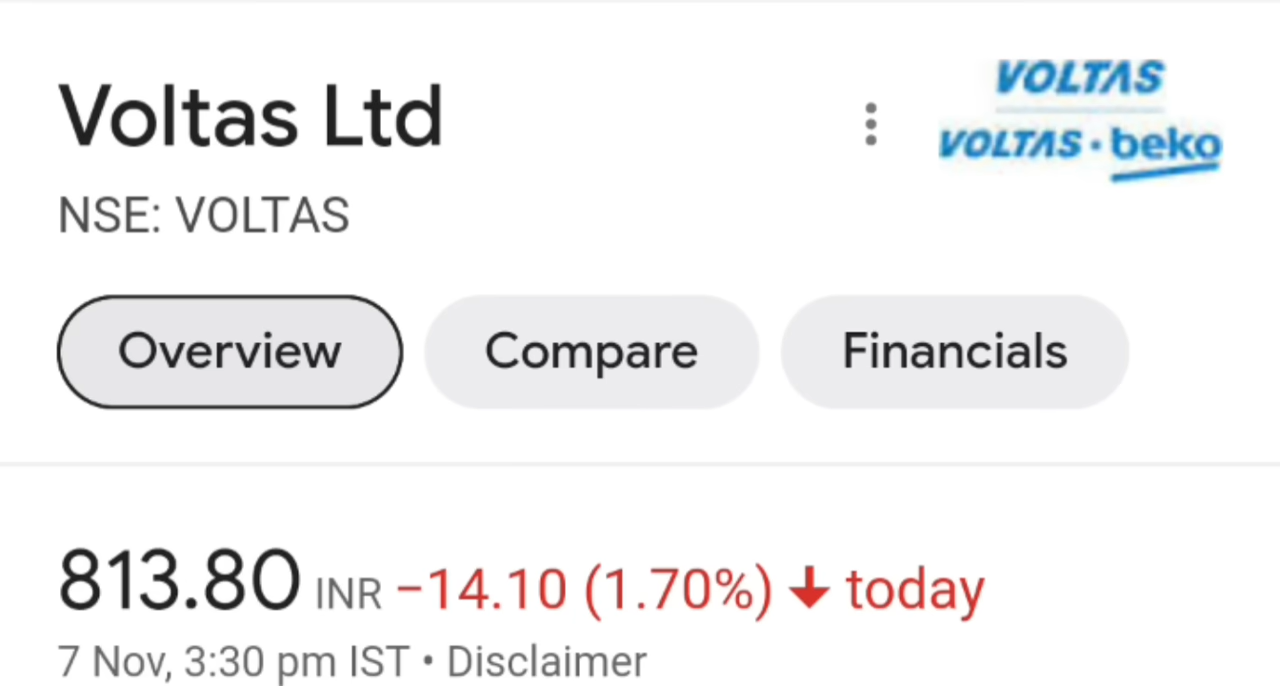 Voltas Ltd
VOLTAS
VOLTAS • beko
NSE: VOLTAS
Overview
Compare
Financials
813.80 INR −14.10 (1.70%) ↓ today
7 Nov, 3:30 pm IST • Disclaimer